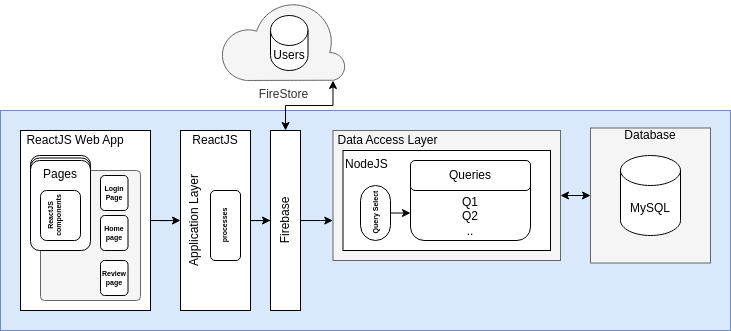 Users
FireStore
ReactJS Web App
Pages
ReactJS
components
Login
Page
Home
page
Review
page
ReactJS
Application Layer
processes
Firebase
Data Access Layer
NodeJS
Query Select
Queries
Q1
Q2
..
Database
MySQL